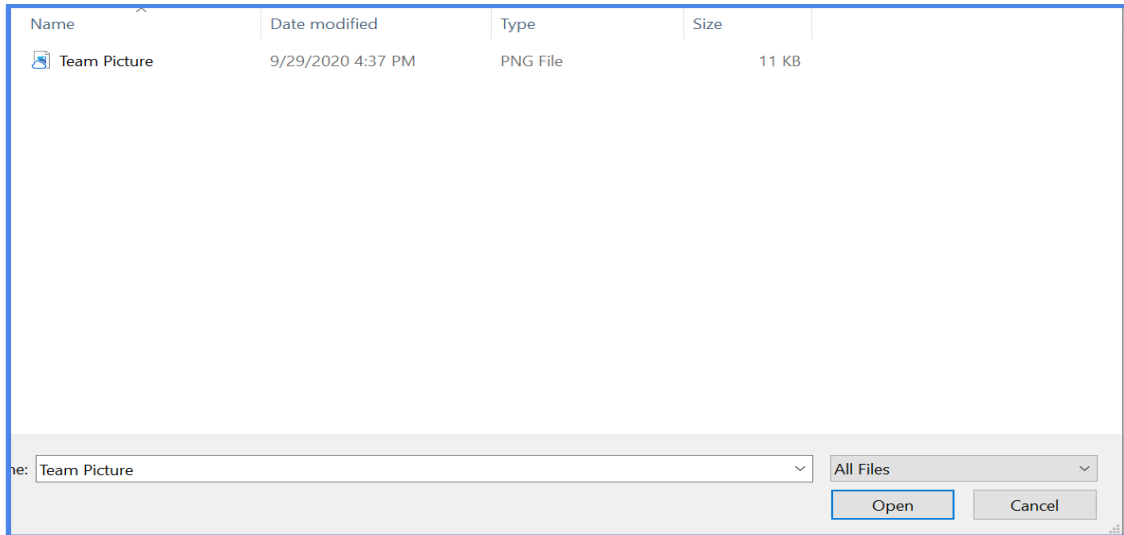 Name Date modified Type Size
Team Picture 9/29/2020 4:37 PM PNG File 11 KB
ne: Team Picture All Files
Open Cancel